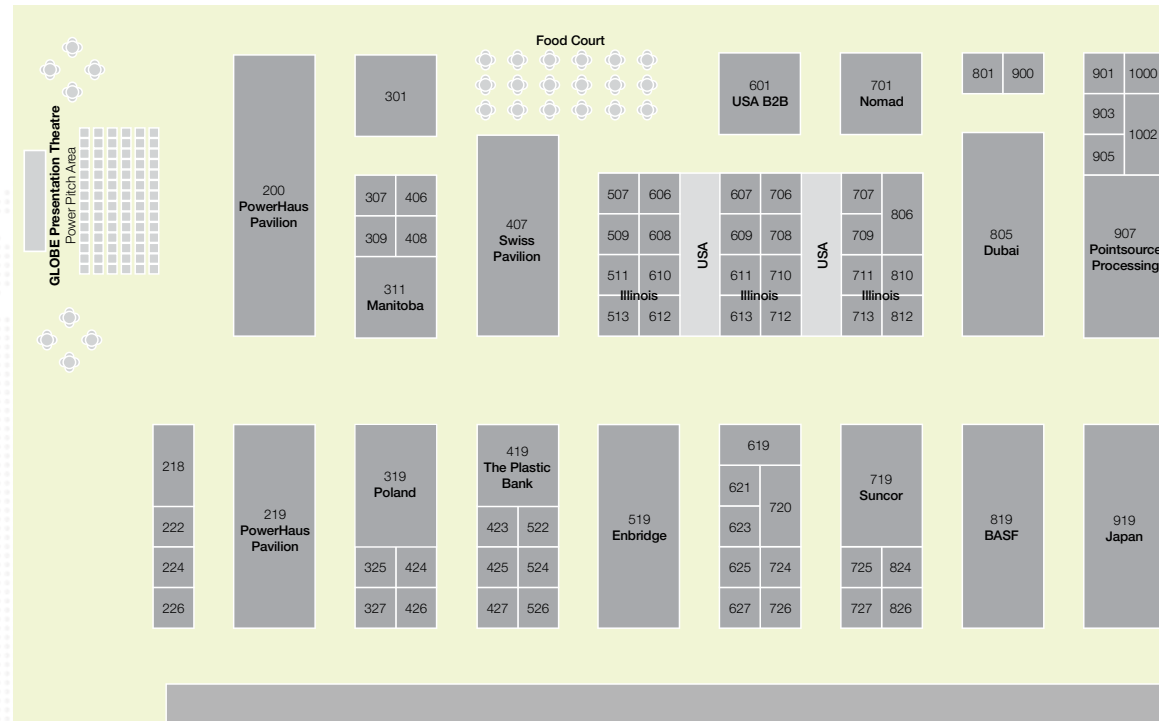 Food Court
GLOBE Presentation Theatre
Power Pitch Area
200
PowerHaus
Pavilion
301
307 406
309 408
311
Manitoba
407
Swiss
Pavilion
507 606
509 608
511 610
Illinois
513 612
USA
601
USA B2B
607 706
609 708
611 710
Illinois
613 712
USA
701
Nomad
707
806
709
711 810
Illinois
713 812
801 900
805
Dubai
901 1000
903
1002
905
907
Pointsource
Processing
218
222
224
226
219
PowerHaus
Pavilion
319
Poland
325 424
327 426
419
The Plastic
Bank
423 522
425 524
427 526
519
Enbridge
619
621
720
623
625 724
627 726
719
Suncor
725 824
727 826
819
BASF
919
Japan